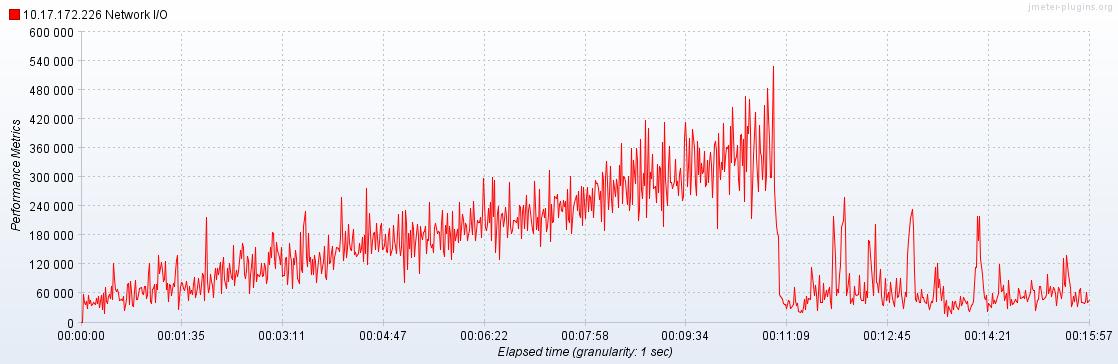 jmeter-plugins.org
10.17.172.226 Network I/O
600 000
540 000
480 000
420 000
360 000
300 000
240 000
180 000
120 000
60 000
0
Performance Metrics
00:00:00 00:01:35 00:03:11 00:04:47 00:06:22 00:07:58 00:09:34 00:11:09 00:12:45 00:14:21 00:15:57
Elapsed time (granularity: 1 sec)